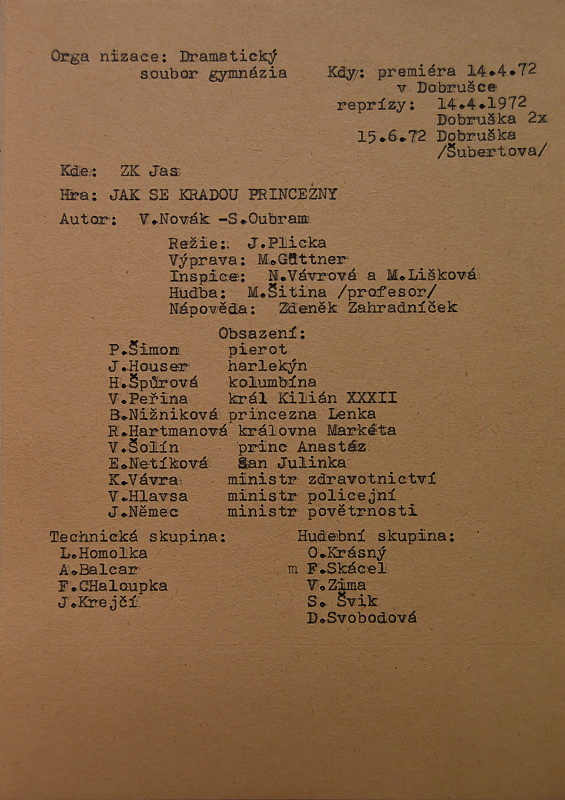 Orga nizace: Dramatický
soubor gymnázia
Kdy: premiéra 14.4.72
v Dobrušce
reprízy: 14.4.1972
Dobruška 2x
15.6.72 Dobruška
/Šubertova/
Kde: ZK Jas
Hra: JAK SE KRADOU PRINCEZNY
Autor: V.Novák -S.Oubram
Režie: J.Plicka
Výprava: M.Güttner
Inspice: N.Vávrová a M.Lišková
Hudba: M.Šitina /profesor/
Nápověda: Zdeněk Zahradníček
Obsazení:
P.Šimon pierot
J.Houser harlekýn
H.Špůrová kolumbína
V.Peřina král Kilián XXXII
B.Nižniková princezna Lenka
R.Hartmanová královna Markéta
V.Šolín princ Anastáz
E.Netíková šan Julinka
K.Vávra ministr zdravotnictví
V.Hlavsa ministr policejní
J.Němec ministr povětrnosti
Technická skupina:
L.Homolka
A.Balcar
F.CHaloupka
J.Krejčí
Hudební skupina:
O.Krásný
m F.Skácel
V.Zima
S. Švik
D.Svobodová